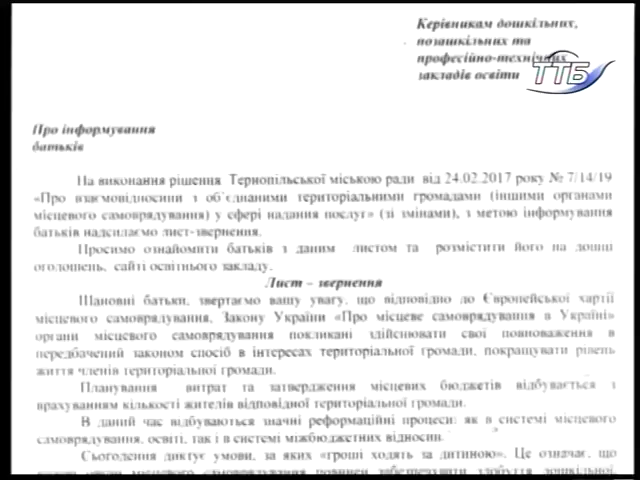 Керівникам дошкільних,
позашкільних та
професійно-технічних
закладів освіти
ТТБ
Про інформування
батьків
На виконання рішення Тернопільської міською ради від 24.02.2017 року № 7/14/19
«Про взаємовідносини з об'єднаними територіальними громадами (іншими органами
місцевого самоврядування) у сфері надання послуг» (зі змінами), з метою інформування
батьків надсилаємо лист-звернення.
Просимо ознайомити батьків з даним листом та розмістити його на дошці
оголошень, сайті освітнього закладу.
Лист – звернення
Шановні батьки, звертаємо вашу увагу, що відповідно до Європейської хартії
місцевого самоврядування, Закону України «Про місцеве самоврядування в Україні»
органи місцевого самоврядування покликані здійснювати свої повноваження в
передбачений законом спосіб в інтересах територіальної громади, покращувати рівень
життя членів територіальної громади.
Планування витрат та затвердження місцевих бюджетів відбувається з
врахуванням кількості жителів відповідної територіальної громади.
В даний час відбуваються значні реформаційні процеси: як в системі місцевого
самоврядування, освіти, так і в системі міжбюджетних відносин.
Сьогодення диктує умови, за яких «гроші ходять за дитиною». Це означає, що